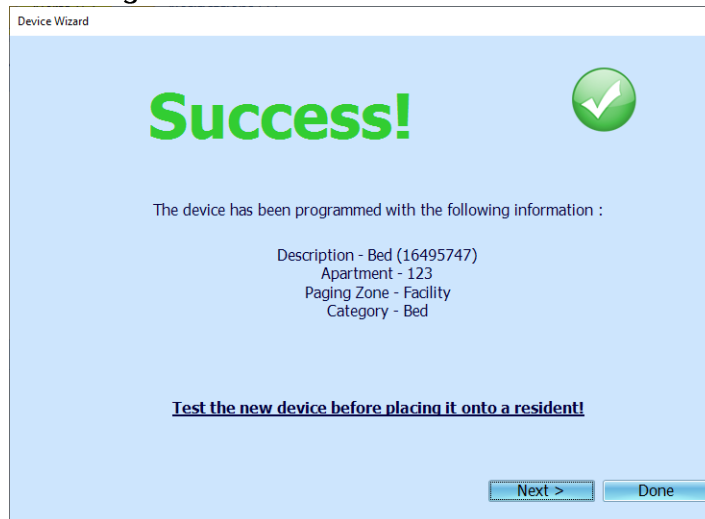 Device Wizard
Success!
The device has been programmed with the following information :
Description - Bed (16495747)
Apartment - 123
Paging Zone - Facility
Category - Bed
Test the new device before placing it onto a resident!
Next > Done